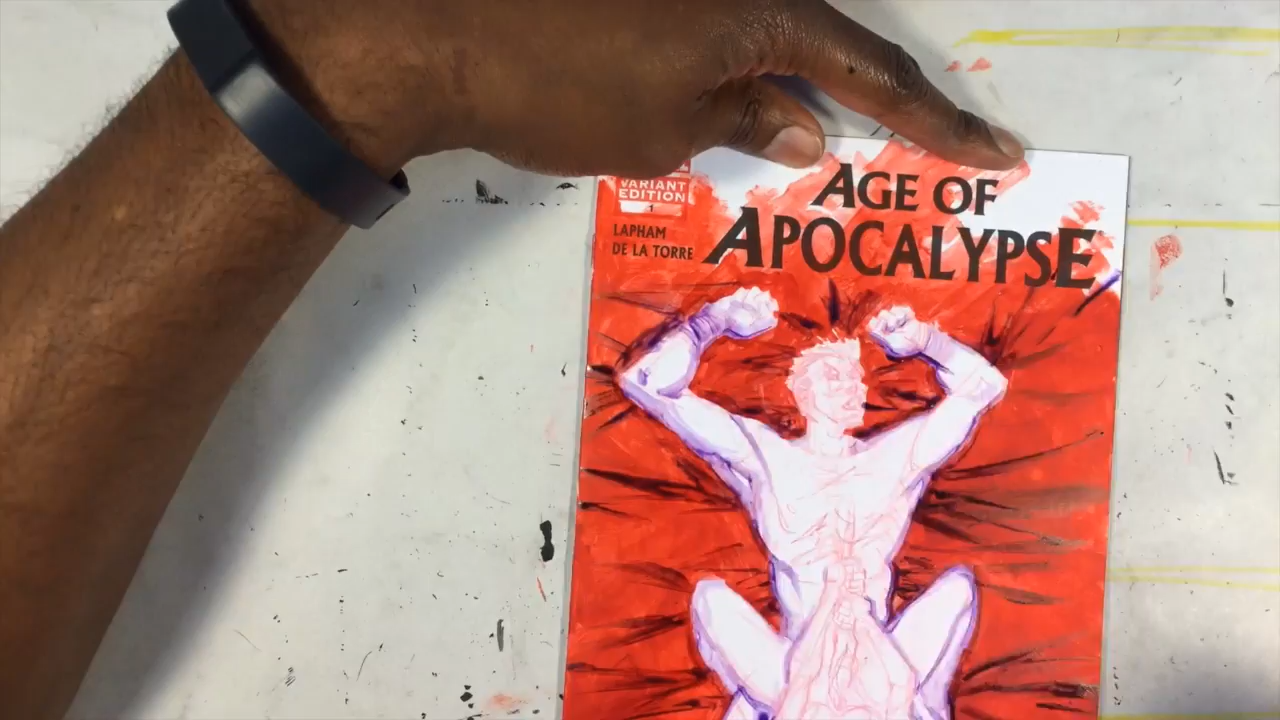 VARIANT
EDITION
1
LAPHAM
DE LA TORRE
AGE OF
APOCALYPSE